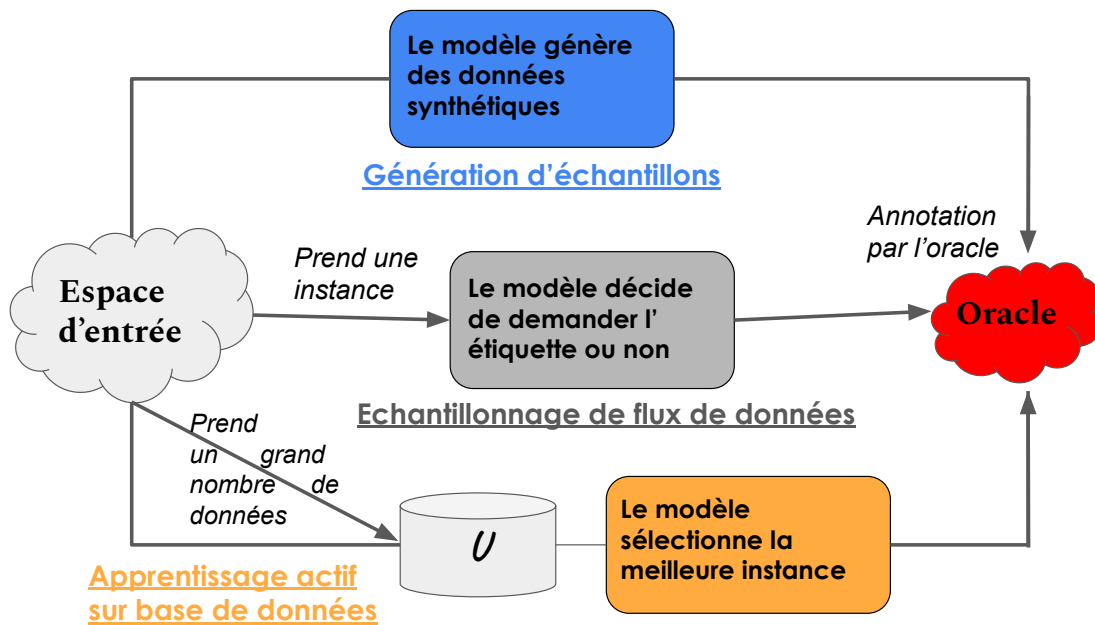 Le modèle génère
des données
synthétiques
Génération d’échantillons
Annotation
par l’oracle
Prend une
instance
Espace
d’entrée
Le modèle décide
de demander l’
étiquette ou non
Oracle
Echantillonnage de flux de données
Prend
un grand
nombre de
données
U
Le modèle
sélectionne la
meilleure instance
Apprentissage actif
sur base de données